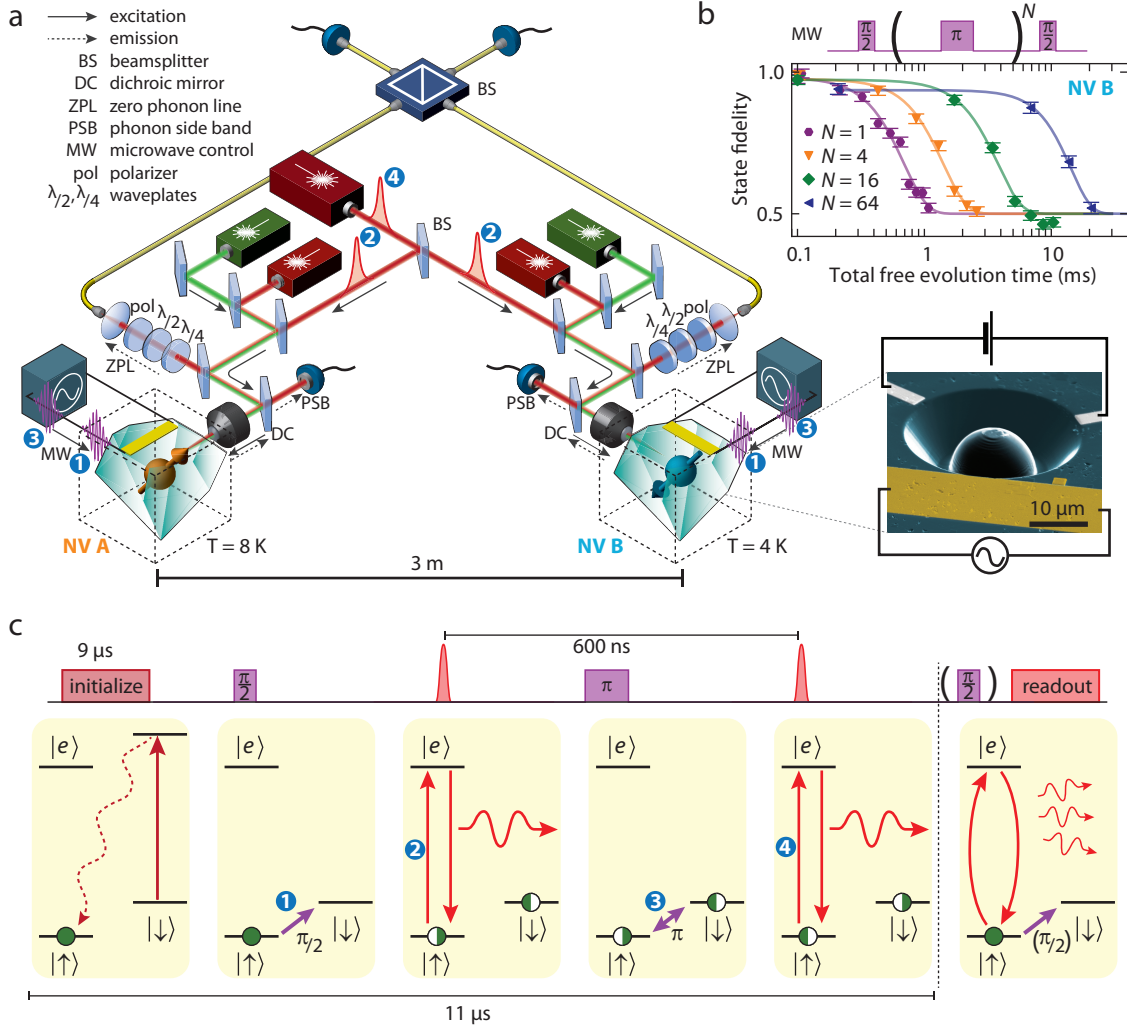 a
excitation
emission
BS beamsplitter
DC dichroic mirror
ZPL zero phonon line
PSB phonon side band
MW microwave control
pol polarizer
λ/2, λ/4 waveplates
BS
4
BS
2
2
pol
λ/2
λ/4
ZPL
PSB
DC
MW
3
1
NV A
T = 8 K
λ/4
λ/2
pol
ZPL
PSB
DC
MW
3
1
NV B
T = 4 K
3 m
10 μm
b
MW π/2 ( π )N π/2
NV B
State fidelity
1.0
0.5
N = 1
N = 4
N = 16
N = 64
0.1 1 10
Total free evolution time (ms)
c
9 μs
600 ns
initialize π/2 π ( π/2 ) readout
|e⟩ |e⟩ |e⟩ |e⟩ |e⟩ |e⟩
1 2 3 4
π/2 π (π/2)
|↓⟩ |↓⟩ |↓⟩ |↓⟩ |↓⟩ |↓⟩
|↑⟩ |↑⟩ |↑⟩ |↑⟩ |↑⟩ |↑⟩
11 μs